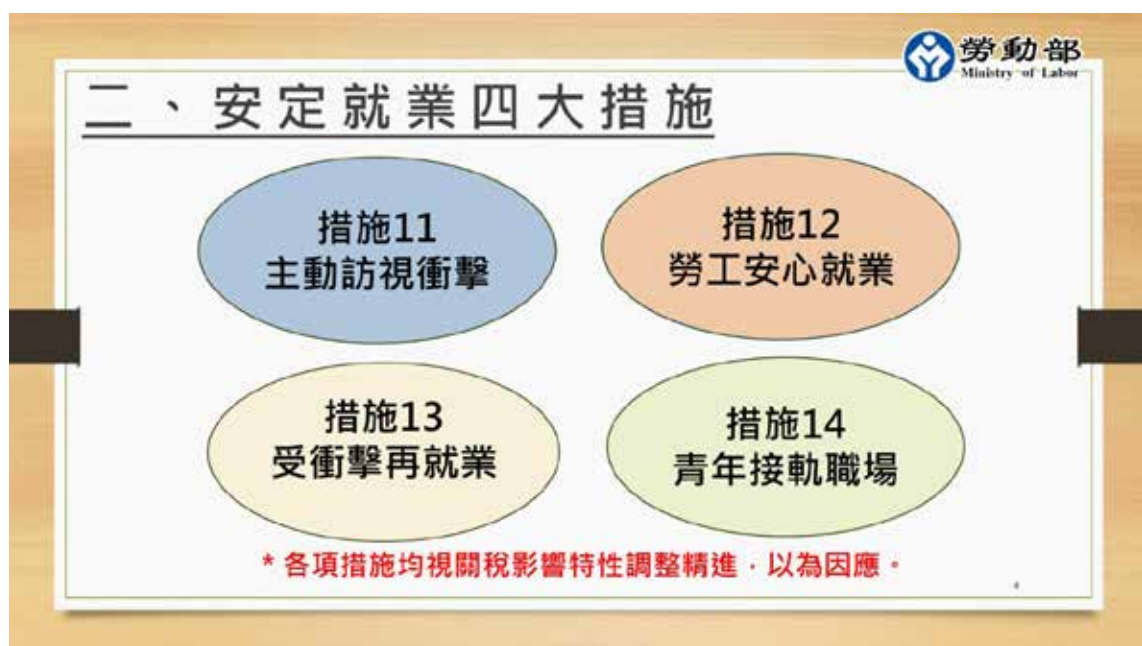 勞動部
Ministry of Labor
二、安定就業四大措施
措施11
主動訪視衝擊
措施12
勞工安心就業
措施13
受衝擊再就業
措施14
青年接軌職場
* 各項措施均視關稅影響特性調整精進，以為因應。
4